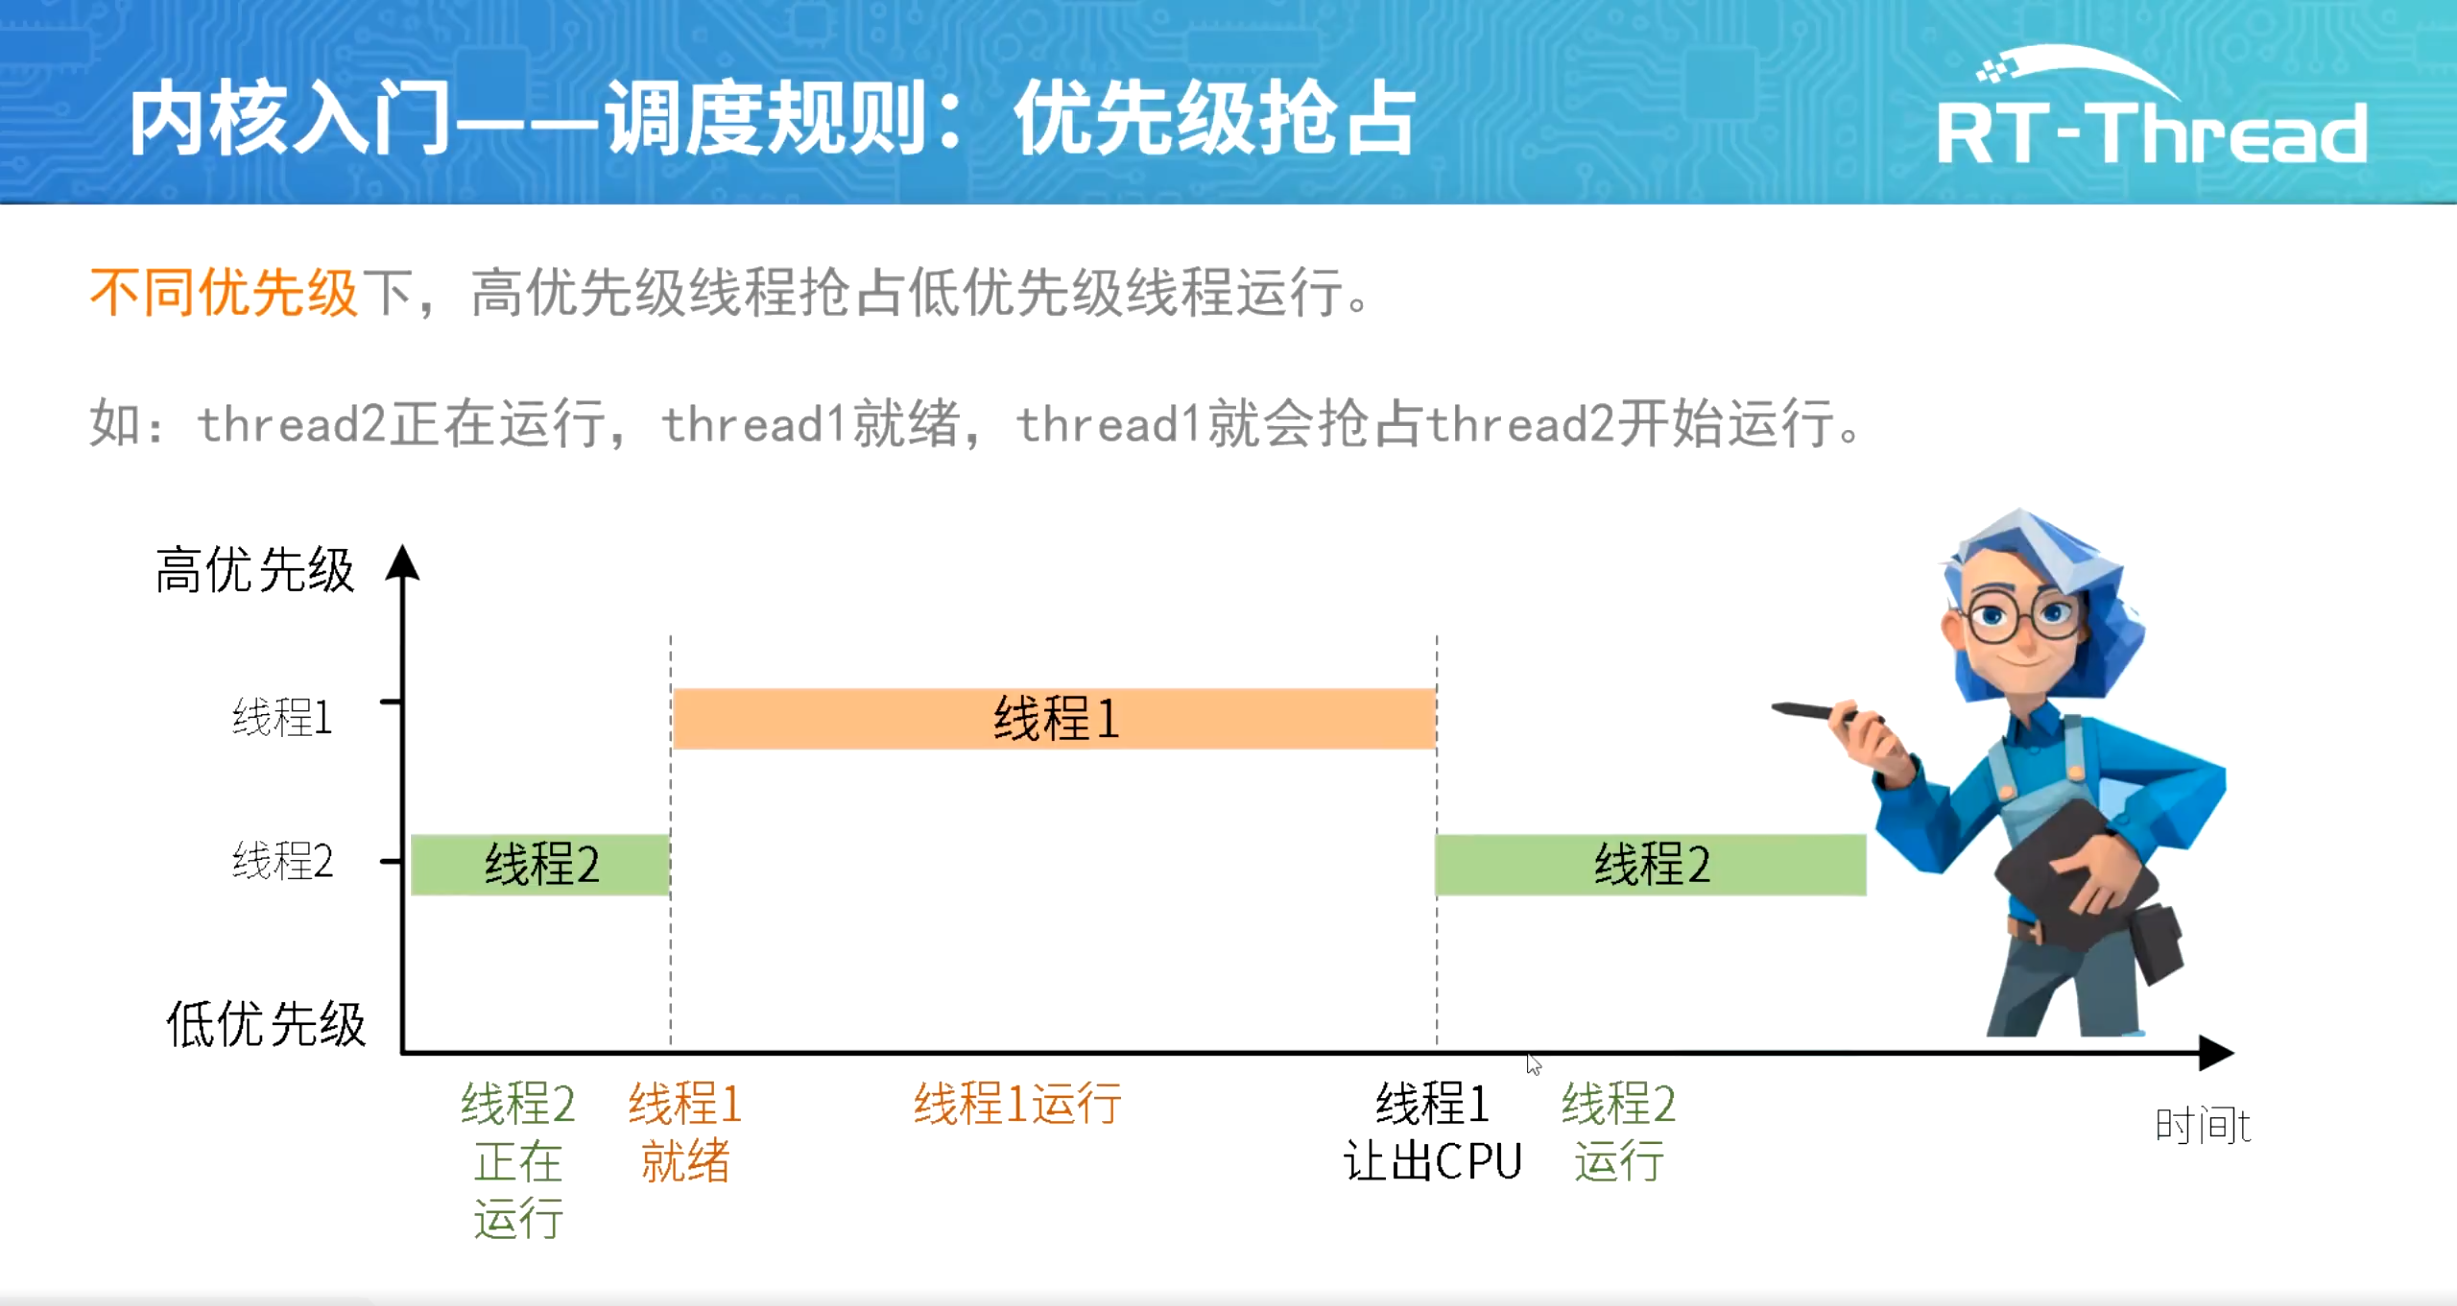 内核入门——调度规则：优先级抢占
RT-Thread
不同优先级下，高优先级线程抢占低优先级线程运行。
如：thread2正在运行，thread1就绪，thread1就会抢占thread2开始运行。
高优先级
线程1
线程1
线程2
线程2
线程2
低优先级
线程2
正在
运行
线程1
就绪
线程1运行
线程1
让出CPU
线程2
运行
时间t